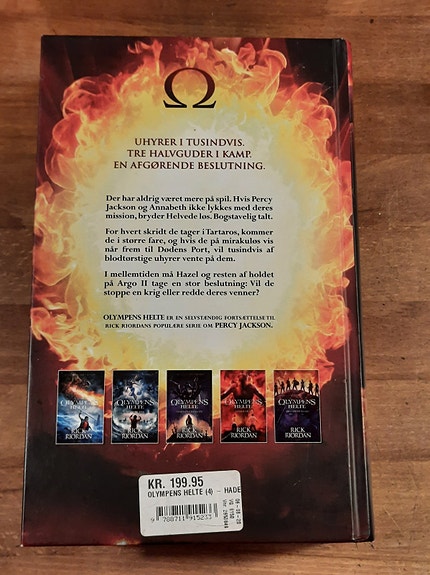 Ω
UHYRER I TUSINDVIS.
TRE HALVGUDER I KAMP.
EN AFGØRENDE BESLUTNING.
Der har aldrig været mere på spil. Hvis Percy
Jackson og Annabeth ikke lykkes med deres
mission, bryder Helvede løs. Bogstavelig talt.
For hvert skridt de tager i Tartaros, kommer
de i større fare, og hvis de på mirakuløs vis
når frem til Dødens Port, vil tusindvis af
blodtørstige uhyrer vente på dem.
I mellemtiden må Hazel og resten af holdet
på Argo II tage en stor beslutning: Vil de
stoppe en krig eller redde deres venner?
OLYMPENS HELTE ER EN SELVSTÆNDIG FORTSÆTTELSE TIL
RICK RIORDANS POPULÆRE SERIE OM PERCY JACKSON.
OLYMPENS HELTE RICK RIORDAN
OLYMPENS HELTE RICK RIORDAN
OLYMPENS HELTE RICK RIORDAN
OLYMPENS HELTE RICK RIORDAN
OLYMPENS HELTE RICK RIORDAN
KR. 199.95
OLYMPENS HELTE (4) - HADE
9 788711 915233